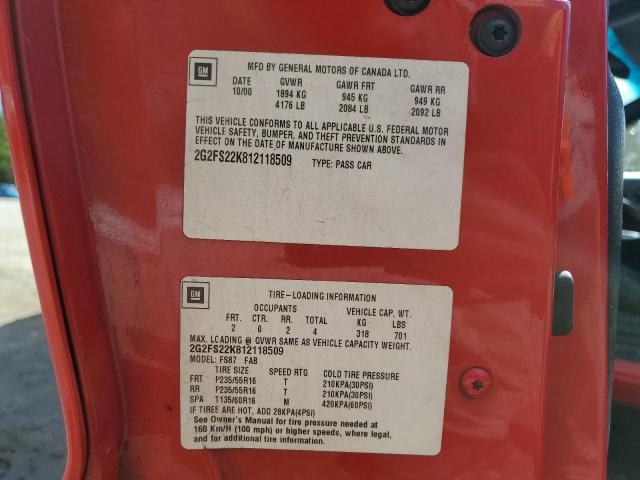 GM
MFD BY GENERAL MOTORS OF CANADA LTD.
DATE GVWR GAWR FRT GAWR RR
10/00 1894 KG 945 KG 949 KG
4176 LB 2084 LB 2092 LB
THIS VEHICLE CONFORMS TO ALL APPLICABLE U.S. FEDERAL MOTOR
VEHICLE SAFETY, BUMPER, AND THEFT PREVENTION STANDARDS IN
EFFECT ON THE DATE OF MANUFACTURE SHOWN ABOVE.
2G2FS22K812118509 TYPE: PASS CAR
GM
TIRE-LOADING INFORMATION
OCCUPANTS VEHICLE CAP. WT.
FRT. CTR. RR. TOTAL KG LBS
2 0 2 4 318 701
MAX. LOADING @ GVWR SAME AS VEHICLE CAPACITY WEIGHT.
2G2FS22K812118509
MODEL: FS87 FAB
TIRE SIZE SPEED RTG COLD TIRE PRESSURE
FRT P235/55R16 T 210KPA(30PSI)
RR P235/55R16 T 210KPA(30PSI)
SPA T135/60R16 M 420KPA(60PSI)
IF TIRES ARE HOT, ADD 28KPA(4PSI)
See Owner's Manual for tire pressure needed at
160 Km/H (100 mph) or higher speeds, where legal,
and for additional tire information.